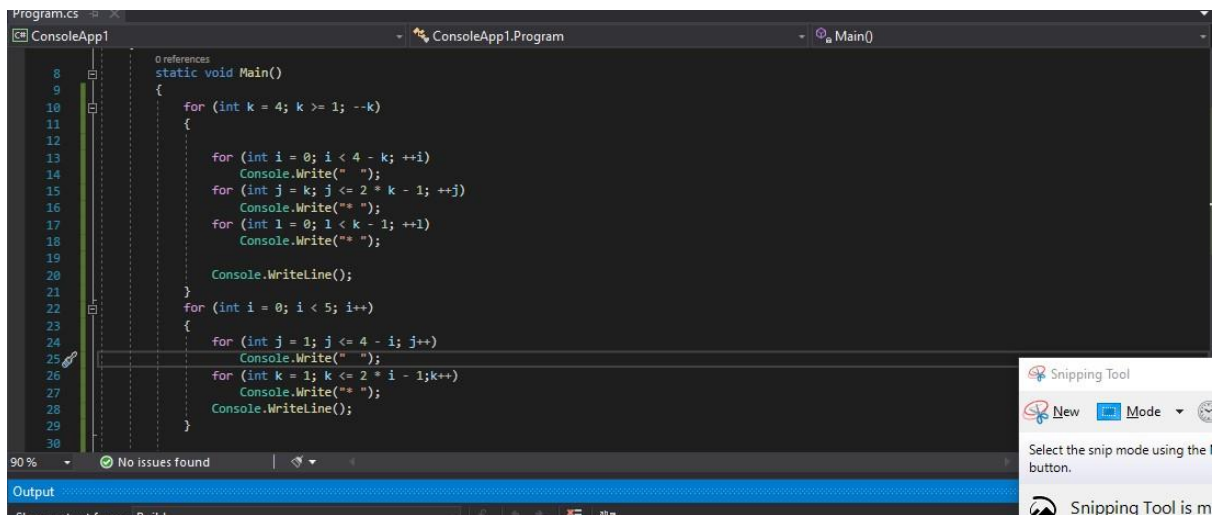 Program.cs
C# ConsoleApp1 ConsoleApp1.Program Main()
0 references
8 static void Main()
9 {
10 for (int k = 4; k >= 1; --k)
11 {
12
13 for (int i = 0; i < 4 - k; ++i)
14 Console.Write("  ");
15 for (int j = k; j <= 2 * k - 1; ++j)
16 Console.Write("* ");
17 for (int l = 0; l < k - 1; ++l)
18 Console.Write("* ");
19
20 Console.WriteLine();
21 }
22 for (int i = 0; i < 5; i++)
23 {
24 for (int j = 1; j <= 4 - i; j++)
25 Console.Write("  ");
26 for (int k = 1; k <= 2 * i - 1;k++)
27 Console.Write("* ");
28 Console.WriteLine();
29 }
30
90 % No issues found
Output
Snipping Tool
New Mode
Select the snip mode using the
button.
Snipping Tool is